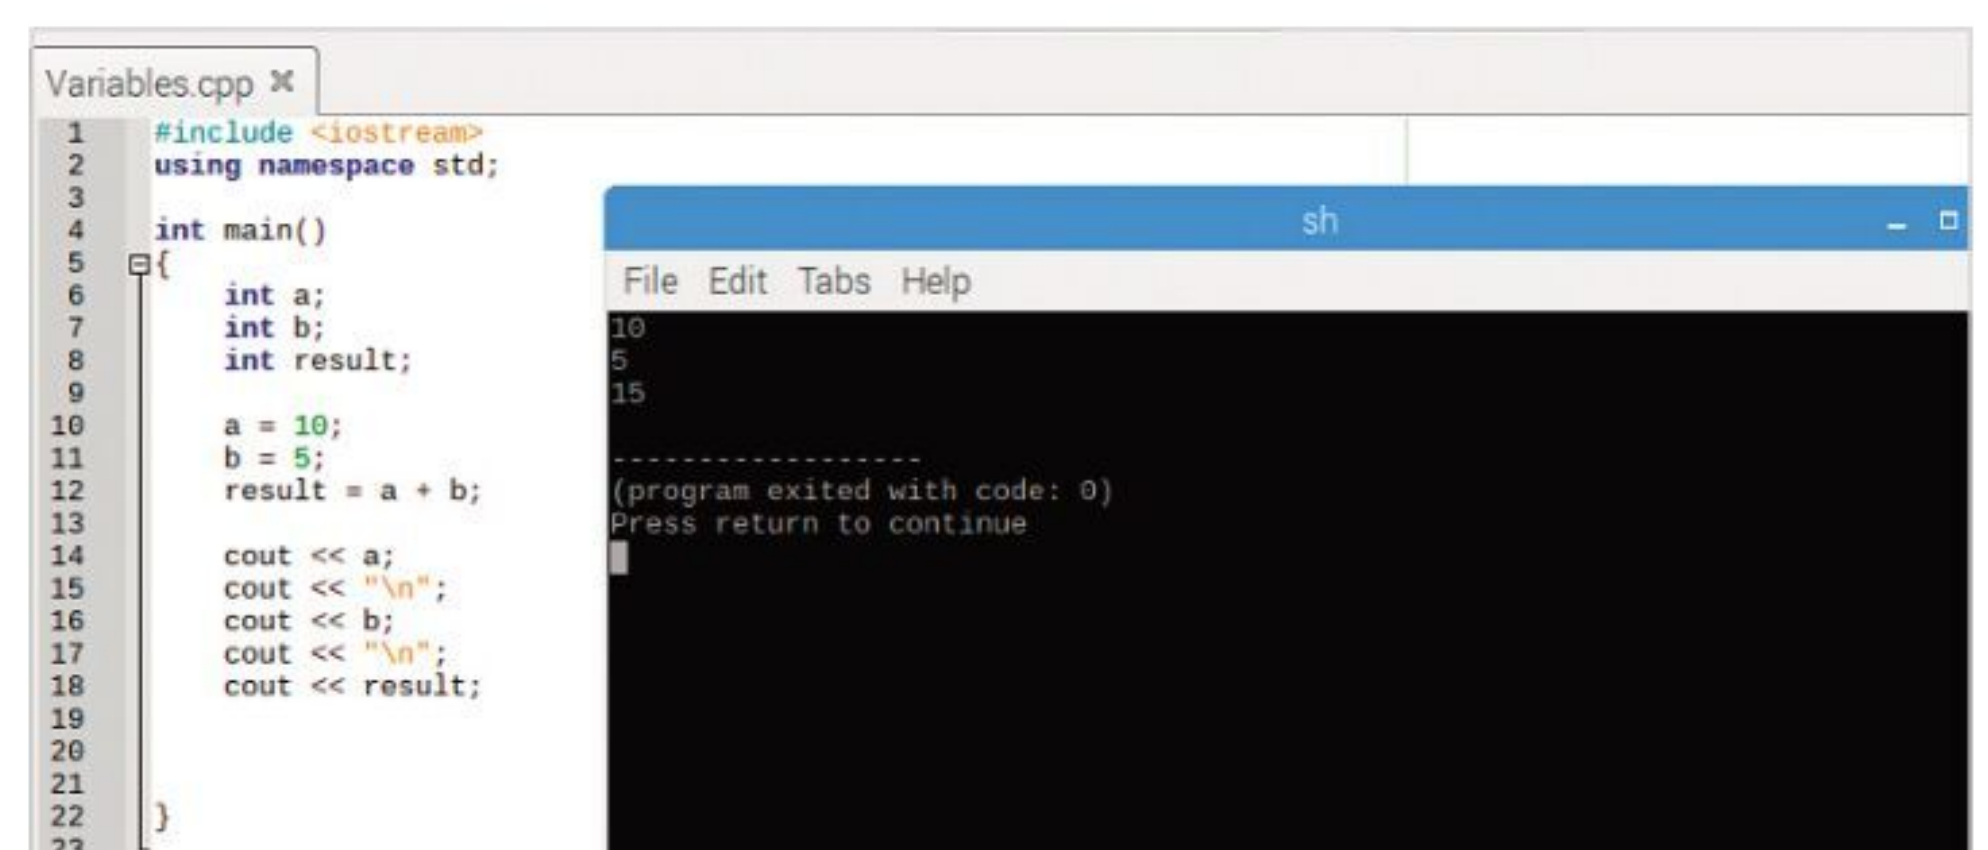 Variables.cpp
1 #include <iostream>
2 using namespace std;
3
4 int main()
5 {
6 int a;
7 int b;
8 int result;
9
10 a = 10;
11 b = 5;
12 result = a + b;
13
14 cout << a;
15 cout << "\n";
16 cout << b;
17 cout << "\n";
18 cout << result;
19
20
21
22 }
23
sh
File Edit Tabs Help
10
5
15
------------------
(program exited with code: 0)
Press return to continue